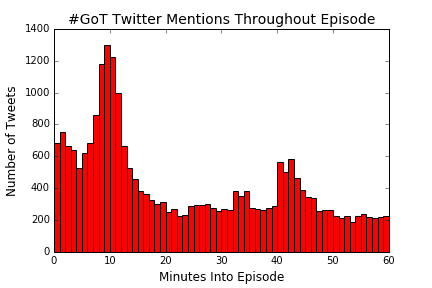 #GoT Twitter Mentions Throughout Episode
1400
1200
1000
800
600
400
200
0
Number of Tweets
0 10 20 30 40 50 60
Minutes Into Episode